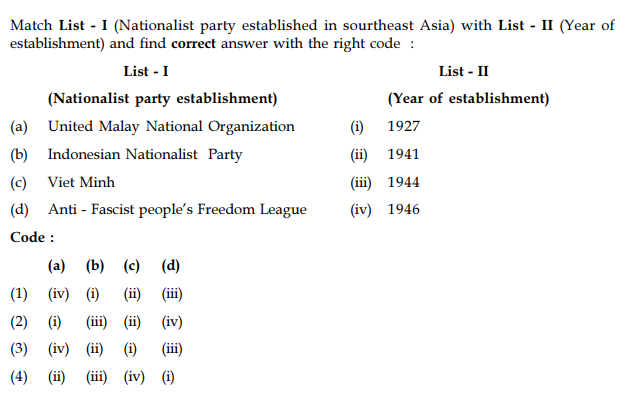 Match List - I (Nationalist party established in sourtheast Asia) with List - II (Year of
establishment) and find correct answer with the right code :
List - I List - II
(Nationalist party establishment) (Year of establishment)
(a) United Malay National Organization (i) 1927
(b) Indonesian Nationalist Party (ii) 1941
(c) Viet Minh (iii) 1944
(d) Anti - Fascist people's Freedom League (iv) 1946
Code :
(a) (b) (c) (d)
(1) (iv) (i) (ii) (iii)
(2) (i) (iii) (ii) (iv)
(3) (iv) (ii) (i) (iii)
(4) (ii) (iii) (iv) (i)